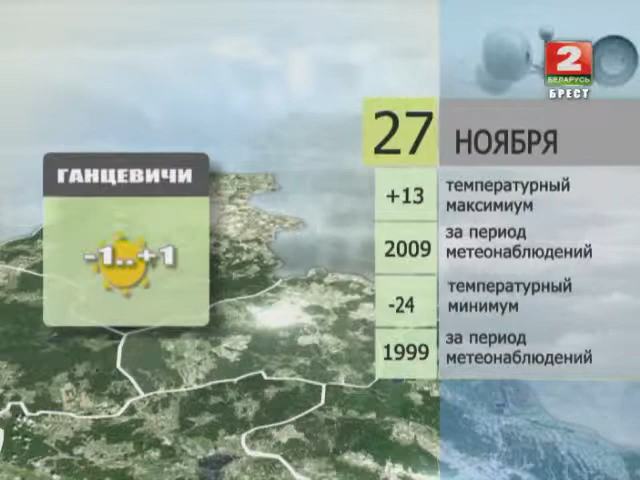 2
БЕЛАРУСЬ
БРЕСТ
27 НОЯБРЯ
ГАНЦЕВИЧИ
-1..+1
+13 температурный
максимиум
2009 за период
метеонаблюдений
-24 температурный
минимум
1999 за период
метеонаблюдений